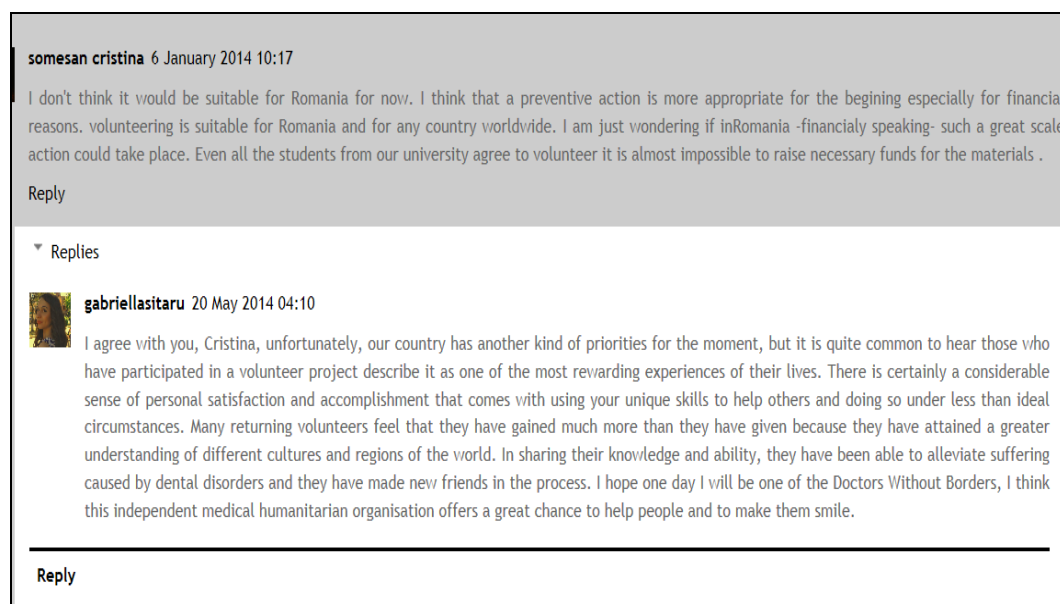 somesan cristina 6 January 2014 10:17
I don't think it would be suitable for Romania for now. I think that a preventive action is more appropriate for the begining especially for financia
reasons. volunteering is suitable for Romania and for any country worldwide. I am just wondering if inRomania -financialy speaking- such a great scale
action could take place. Even all the students from our university agree to volunteer it is almost impossible to raise necessary funds for the materials .
Reply
Replies
gabriellasitaru 20 May 2014 04:10
I agree with you, Cristina, unfortunately, our country has another kind of priorities for the moment, but it is quite common to hear those who
have participated in a volunteer project describe it as one of the most rewarding experiences of their lives. There is certainly a considerable
sense of personal satisfaction and accomplishment that comes with using your unique skills to help others and doing so under less than ideal
circumstances. Many returning volunteers feel that they have gained much more than they have given because they have attained a greater
understanding of different cultures and regions of the world. In sharing their knowledge and ability, they have been able to alleviate suffering
caused by dental disorders and they have made new friends in the process. I hope one day I will be one of the Doctors Without Borders, I think
this independent medical humanitarian organisation offers a great chance to help people and to make them smile.
Reply